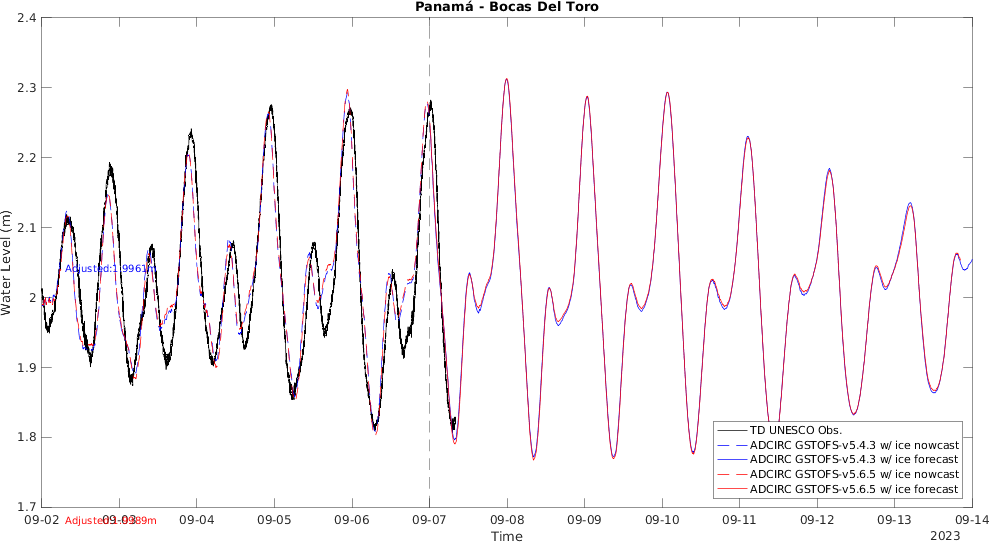 Panamá - Bocas Del Toro
2.4
2.3
2.2
2.1
2
1.9
1.8
1.7
Water Level (m)
TD UNESCO Obs.
ADCIRC GSTOFS-v5.4.3 w/ ice nowcast
ADCIRC GSTOFS-v5.4.3 w/ ice forecast
ADCIRC GSTOFS-v5.6.5 w/ ice nowcast
ADCIRC GSTOFS-v5.6.5 w/ ice forecast
09-02 09-03 09-04 09-05 09-06 09-07 09-08 09-09 09-10 09-11 09-12 09-13 09-14
Time
2023